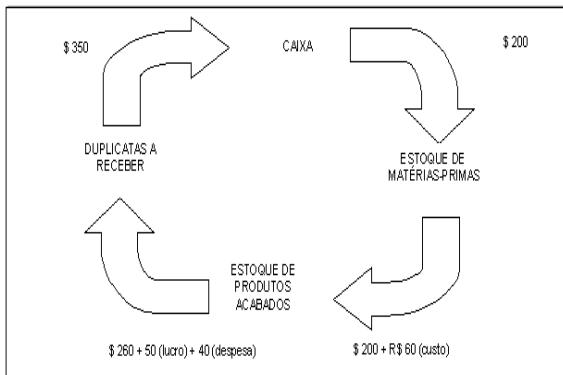 $ 350
CAIXA
$ 200
DUPLICATAS A
RECEBER
ESTOQUE DE
MATÉRIAS-PRIMAS
ESTOQUE DE
PRODUTOS
ACABADOS
$ 260 + 50 (lucro) + 40 (despesa)
$ 200 + R$ 60 (custo)